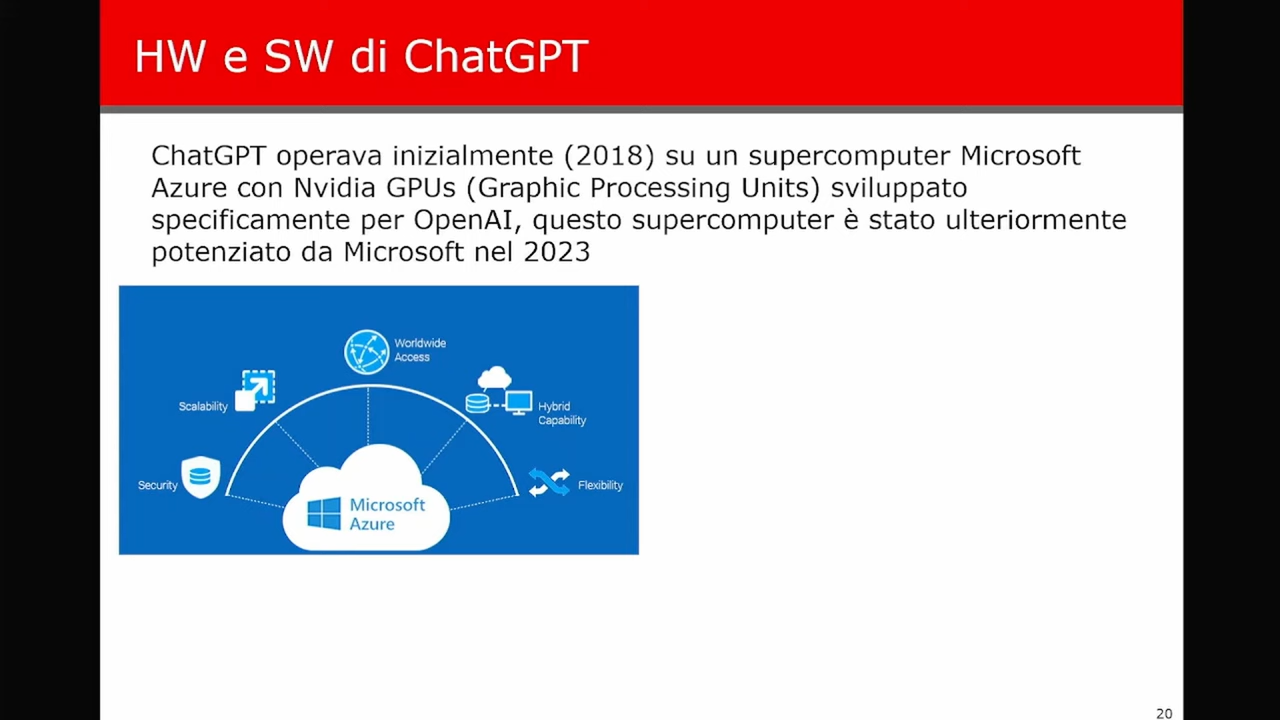 HW e SW di ChatGPT
ChatGPT operava inizialmente (2018) su un supercomputer Microsoft
Azure con Nvidia GPUs (Graphic Processing Units) sviluppato
specificamente per OpenAI, questo supercomputer è stato ulteriormente
potenziato da Microsoft nel 2023
Worldwide
Access
Scalability
Hybrid
Capability
Security
Flexibility
Microsoft
Azure
20